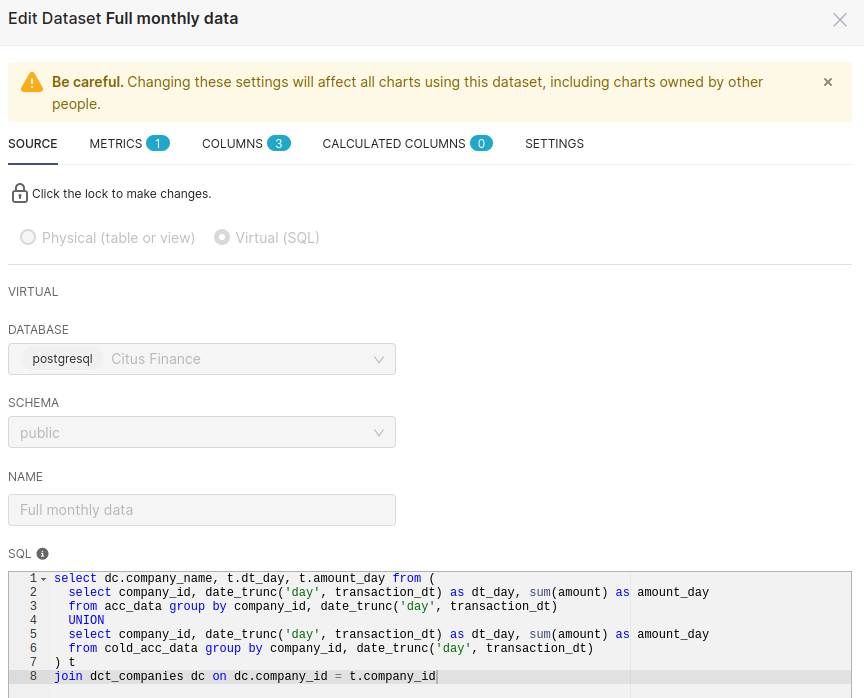 Edit Dataset Full monthly data
Be careful. Changing these settings will affect all charts using this dataset, including charts owned by other
people.
SOURCE METRICS 1 COLUMNS 3 CALCULATED COLUMNS 0 SETTINGS
Click the lock to make changes.
Physical (table or view) Virtual (SQL)
VIRTUAL
DATABASE
postgresql Citus Finance
SCHEMA
public
NAME
Full monthly data
SQL
1 select dc.company_name, t.dt_day, t.amount_day from (
2 select company_id, date_trunc('day', transaction_dt) as dt_day, sum(amount) as amount_day
3 from acc_data group by company_id, date_trunc('day', transaction_dt)
4 UNION
5 select company_id, date_trunc('day', transaction_dt) as dt_day, sum(amount) as amount_day
6 from cold_acc_data group by company_id, date_trunc('day', transaction_dt)
7 ) t
8 join dct_companies dc on dc.company_id = t.company_id